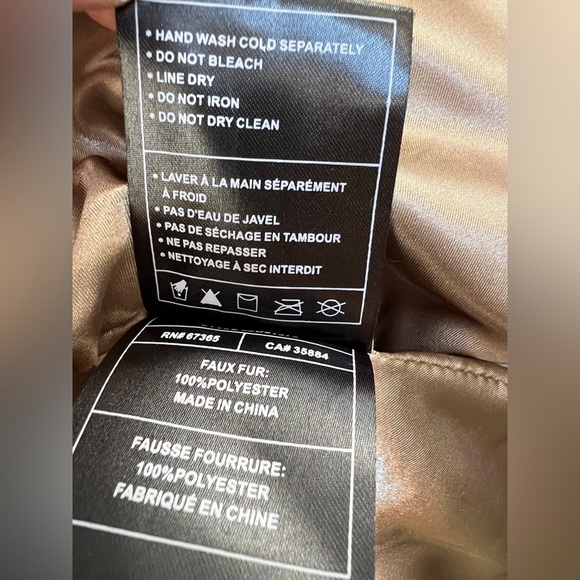 • HAND WASH COLD SEPARATELY
• DO NOT BLEACH
• LINE DRY
• DO NOT IRON
• DO NOT DRY CLEAN
• LAVER À LA MAIN SÉPARÉMENT
À FROID
• PAS D'EAU DE JAVEL
• PAS DE SÉCHAGE EN TAMBOUR
• NE PAS REPASSER
• NETTOYAGE À SEC INTERDIT
RN# 67365 CA# 35884
FAUX FUR:
100%POLYESTER
MADE IN CHINA
FAUSSE FOURRURE:
100%POLYESTER
FABRIQUÉ EN CHINE